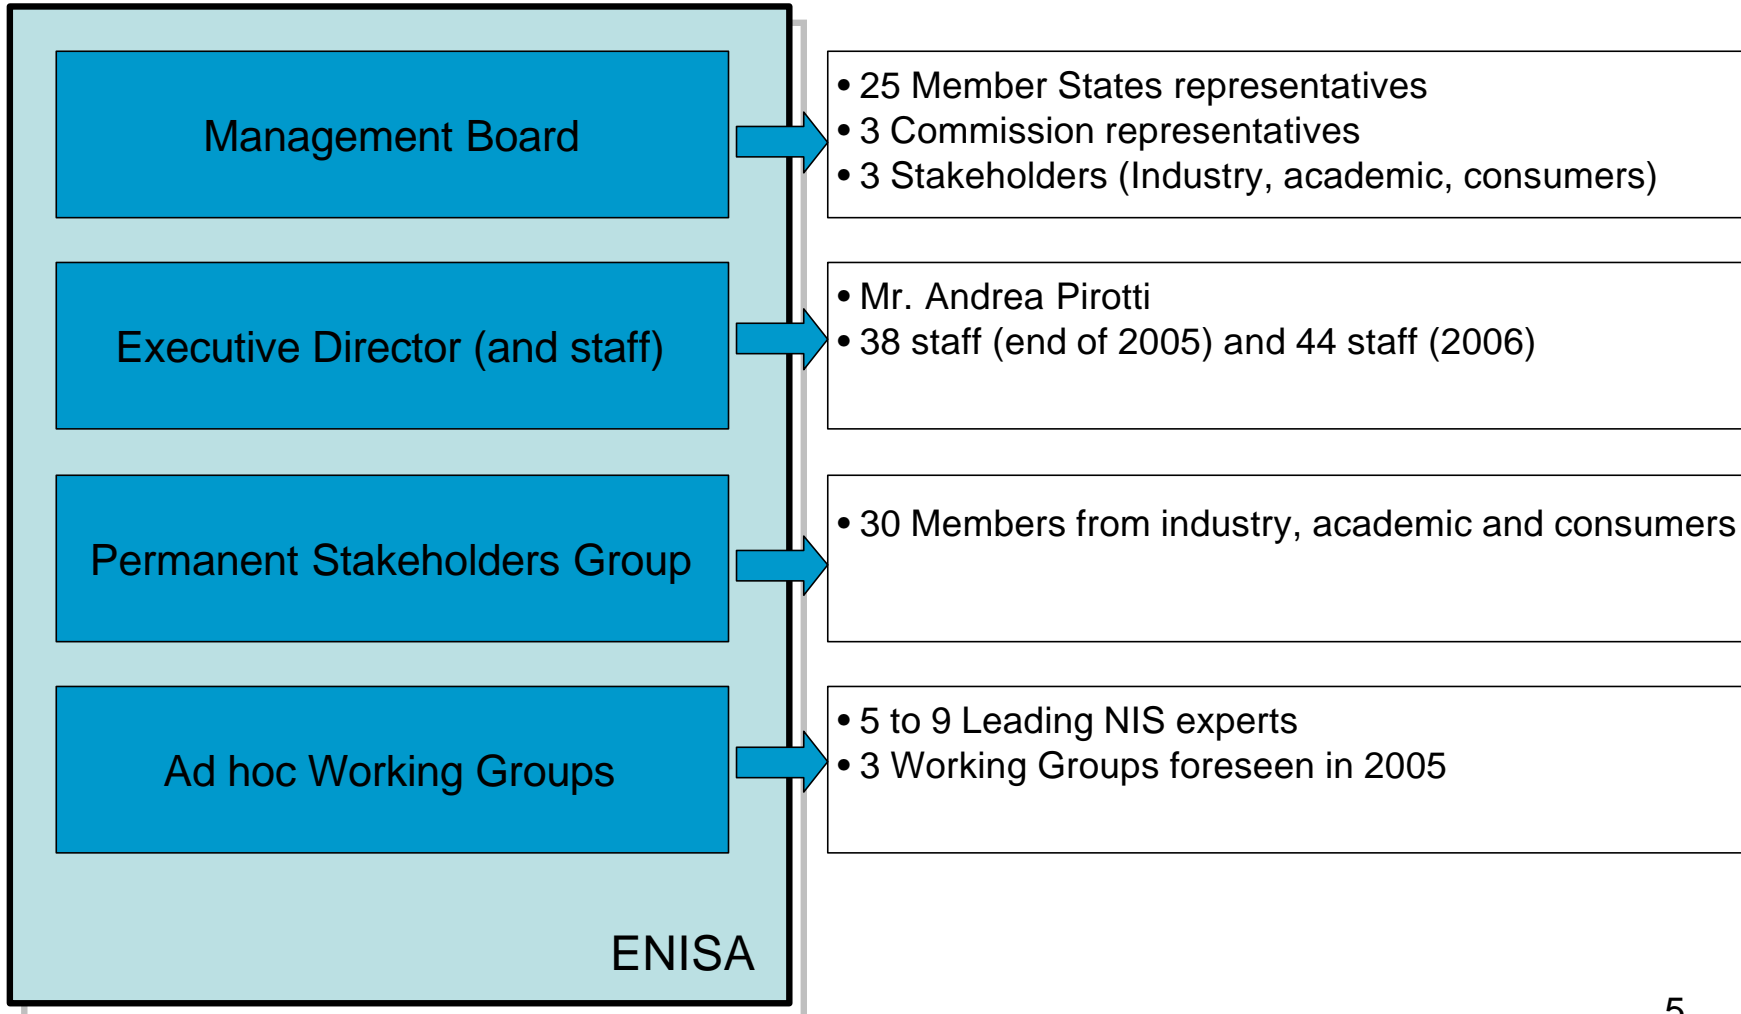 Management Board
• 25 Member States representatives
• 3 Commission representatives
• 3 Stakeholders (Industry, academic, consumers)
Executive Director (and staff)
• Mr. Andrea Pirotti
• 38 staff (end of 2005) and 44 staff (2006)
Permanent Stakeholders Group
• 30 Members from industry, academic and consumers
Ad hoc Working Groups
• 5 to 9 Leading NIS experts
• 3 Working Groups foreseen in 2005
ENISA
5